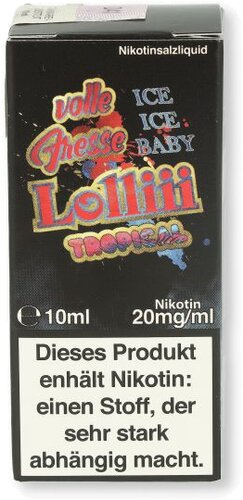 Nikotinsalzliquid
volle
Fresse
ICE
ICE
BABY
Lolliii
TROPICAL
℮ 10ml
Nikotin
20mg/ml
Dieses Produkt
enhält Nikotin:
einen Stoff, der
sehr stark
abhängig macht.